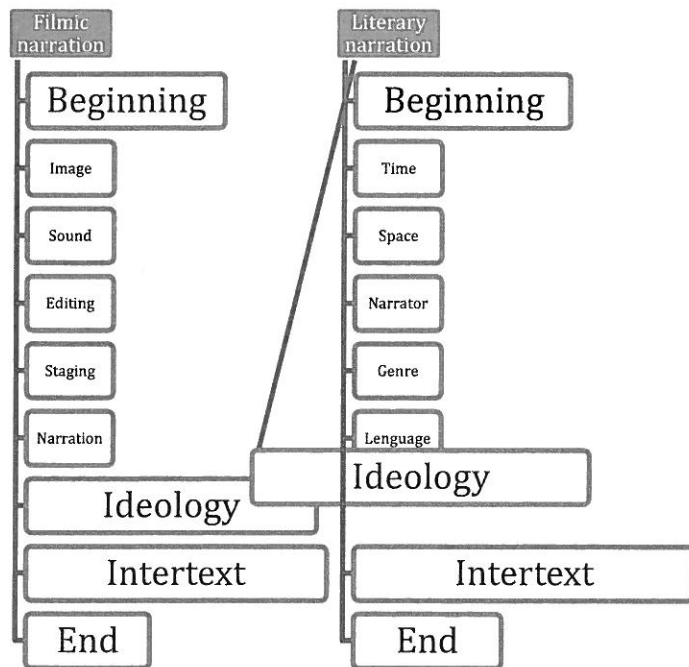 Filmic
narration
Beginning
Image
Sound
Editing
Staging
Narration
Ideology
Intertext
End
Literary
narration
Beginning
Time
Space
Narrator
Genre
Lenguage
Ideology
Intertext
End